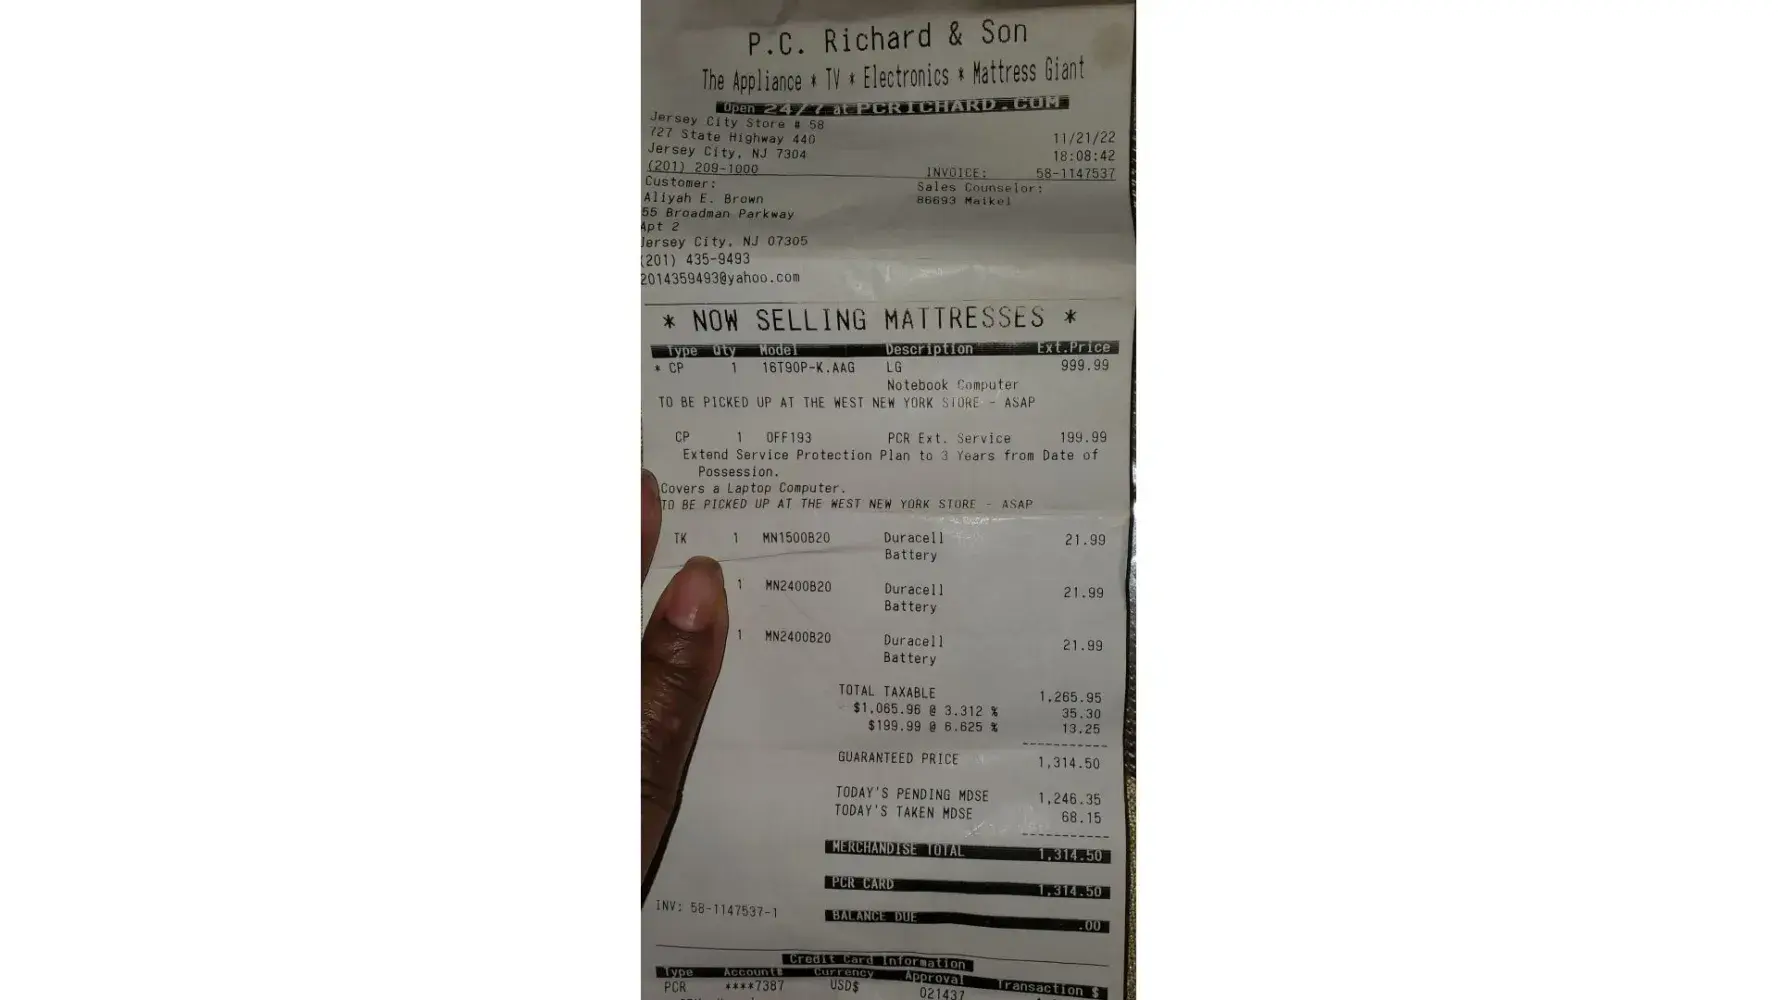 P.C. Richard & Son
The Appliance * TV * Electronics * Mattress Giant
Open 24/7 at PCRICHARD.COM
Jersey City Store # 58
727 State Highway 440 11/21/22
Jersey City, NJ 7304 18:08:42
(201) 209-1000 INVOICE: 58-1147537
Customer: Sales Counselor:
Aliyah E. Brown 86693 Maikel
55 Broadman Parkway
Apt 2
Jersey City, NJ 07305
(201) 435-9493
2014359493@yahoo.com
* NOW SELLING MATTRESSES *
Type Qty Model Description Ext.Price
* CP 1 16T90P-K.AAG LG 999.99
Notebook Computer
TO BE PICKED UP AT THE WEST NEW YORK STORE - ASAP
CP 1 OFF193 PCR Ext. Service 199.99
Extend Service Protection Plan to 3 Years from Date of
Possession.
Covers a Laptop Computer.
TO BE PICKED UP AT THE WEST NEW YORK STORE - ASAP
TK 1 MN1500B20 Duracell 21.99
Battery
1 MN2400B20 Duracell 21.99
Battery
1 MN2400B20 Duracell 21.99
Battery
TOTAL TAXABLE 1,265.95
$1,065.96 @ 3.312 % 35.30
$199.99 @ 6.625 % 13.25
-----------
GUARANTEED PRICE 1,314.50
TODAY'S PENDING MDSE 1,246.35
TODAY'S TAKEN MDSE 68.15
-----------
MERCHANDISE TOTAL 1,314.50
PCR CARD 1,314.50
INV: 58-1147537-1 BALANCE DUE .00
Credit Card Information
Type Account# Currency Approval Transaction $
PCR ****7387 USD$ 021437